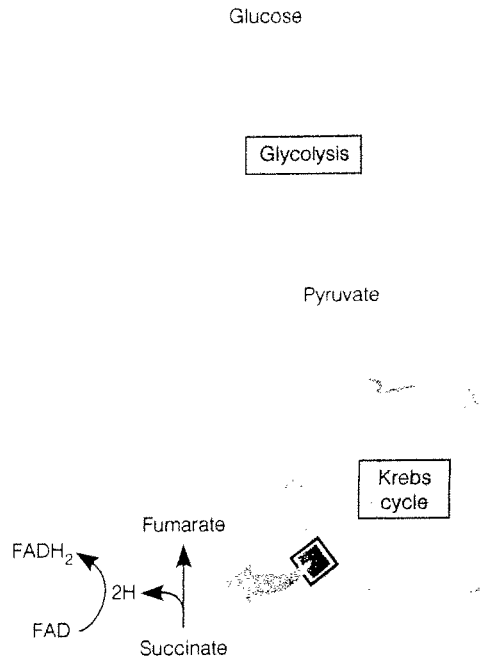 Glucose
Glycolysis
Pyruvate
Krebs
cycle
Fumarate
FADH₂
2H
FAD
Succinate